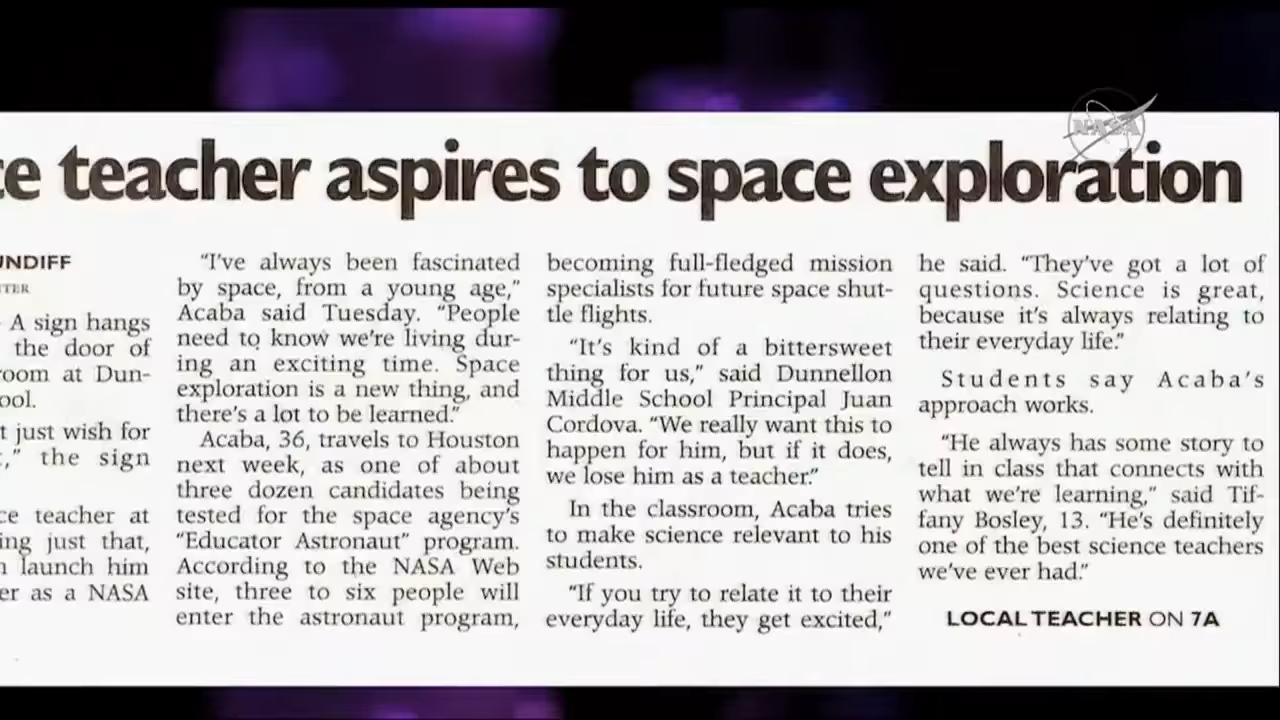 teacher aspires to space exploration
NASA
A sign hangs
the door of
at Dun-
just wish for
the sign
teacher at
just that,
launch him
as a NASA
“I’ve always been fascinated
by space, from a young age,”
Acaba said Tuesday. “People
need to know we’re living dur-
ing an exciting time. Space
exploration is a new thing, and
there’s a lot to be learned.”
Acaba, 36, travels to Houston
next week, as one of about
three dozen candidates being
tested for the space agency’s
“Educator Astronaut” program.
According to the NASA Web
site, three to six people will
enter the astronaut program,
becoming full-fledged mission
specialists for future space shut-
tle flights.
“It’s kind of a bittersweet
thing for us,” said Dunnellon
Middle School Principal Juan
Cordova. “We really want this to
happen for him, but if it does,
we lose him as a teacher.”
In the classroom, Acaba tries
to make science relevant to his
students.
“If you try to relate it to their
everyday life, they get excited,”
he said. “They’ve got a lot of
questions. Science is great,
because it’s always relating to
their everyday life.”
Students say Acaba’s
approach works.
“He always has some story to
tell in class that connects with
what we’re learning,” said Tif-
fany Bosley, 13. “He’s definitely
one of the best science teachers
we’ve ever had.”
LOCAL TEACHER ON 7A